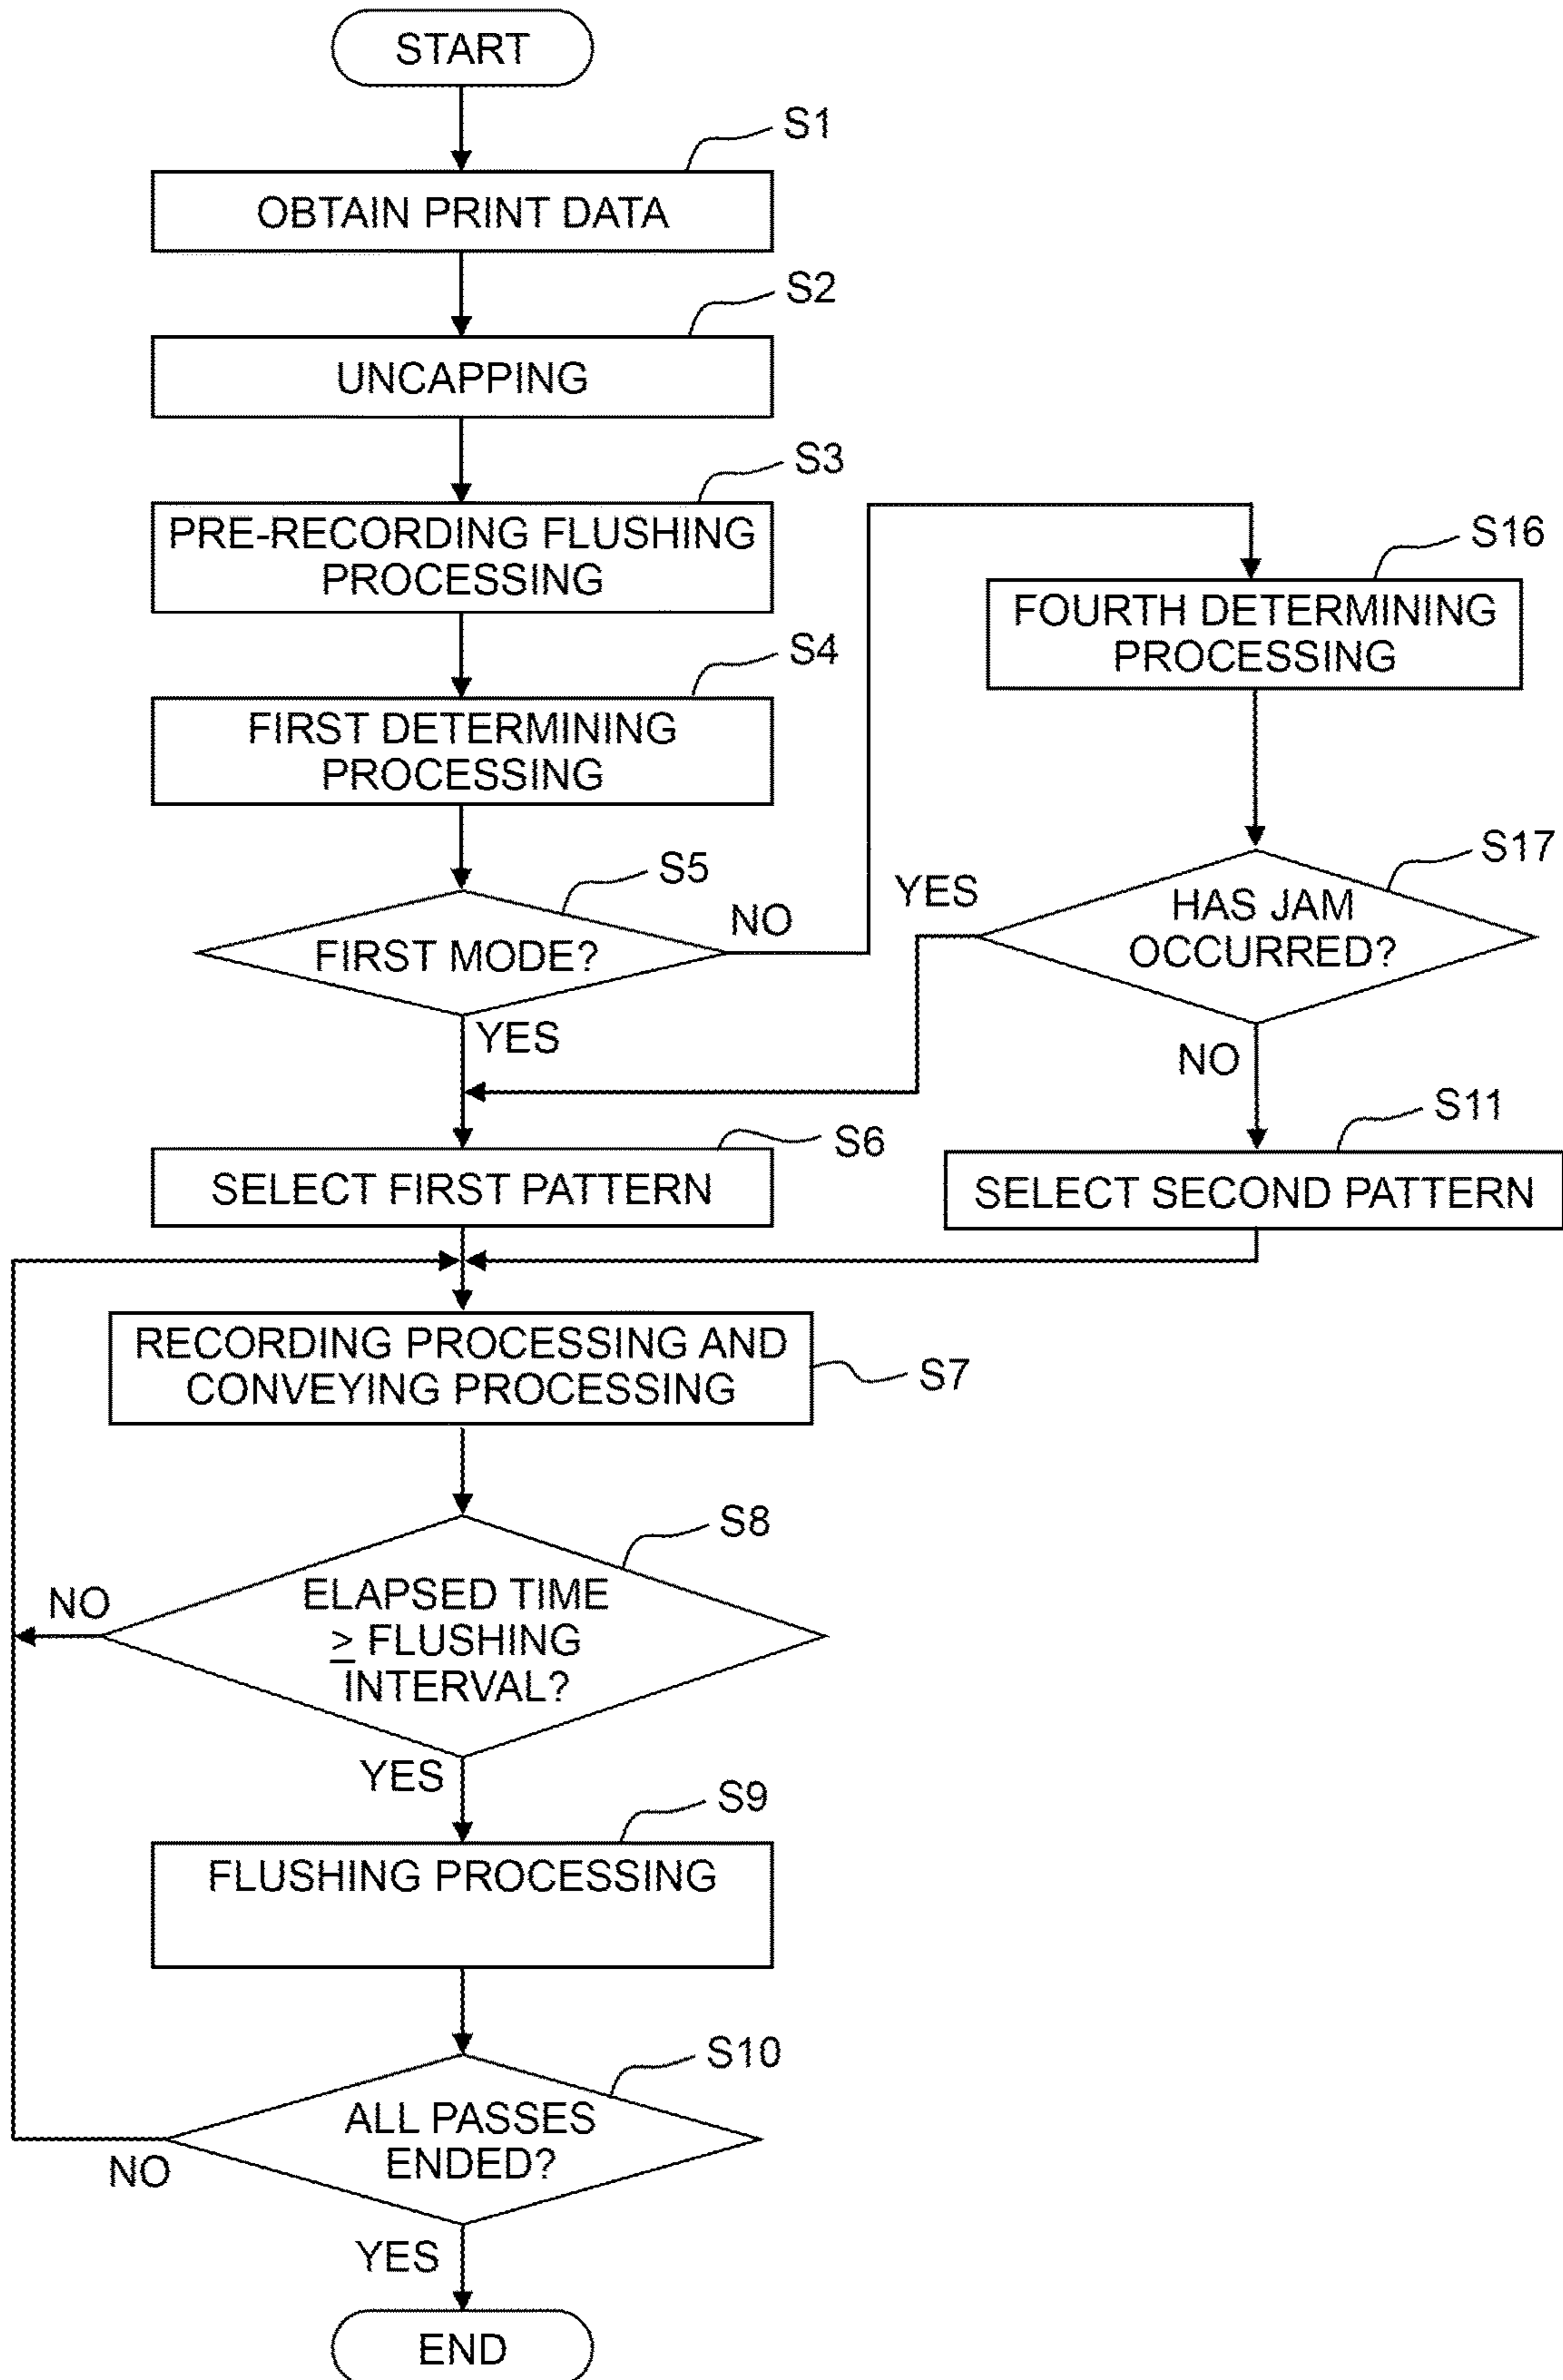 START
S1
OBTAIN PRINT DATA
S2
UNCAPPING
S3
PRE-RECORDING FLUSHING
PROCESSING
S16
FOURTH DETERMINING
PROCESSING
S4
FIRST DETERMINING
PROCESSING
S5
FIRST MODE?
NO
YES
S17
HAS JAM
OCCURRED?
YES
NO
S6
SELECT FIRST PATTERN
S11
SELECT SECOND PATTERN
RECORDING PROCESSING AND
CONVEYING PROCESSING
S7
S8
ELAPSED TIME
≥ FLUSHING
INTERVAL?
NO
YES
S9
FLUSHING PROCESSING
S10
ALL PASSES
ENDED?
NO
YES
END